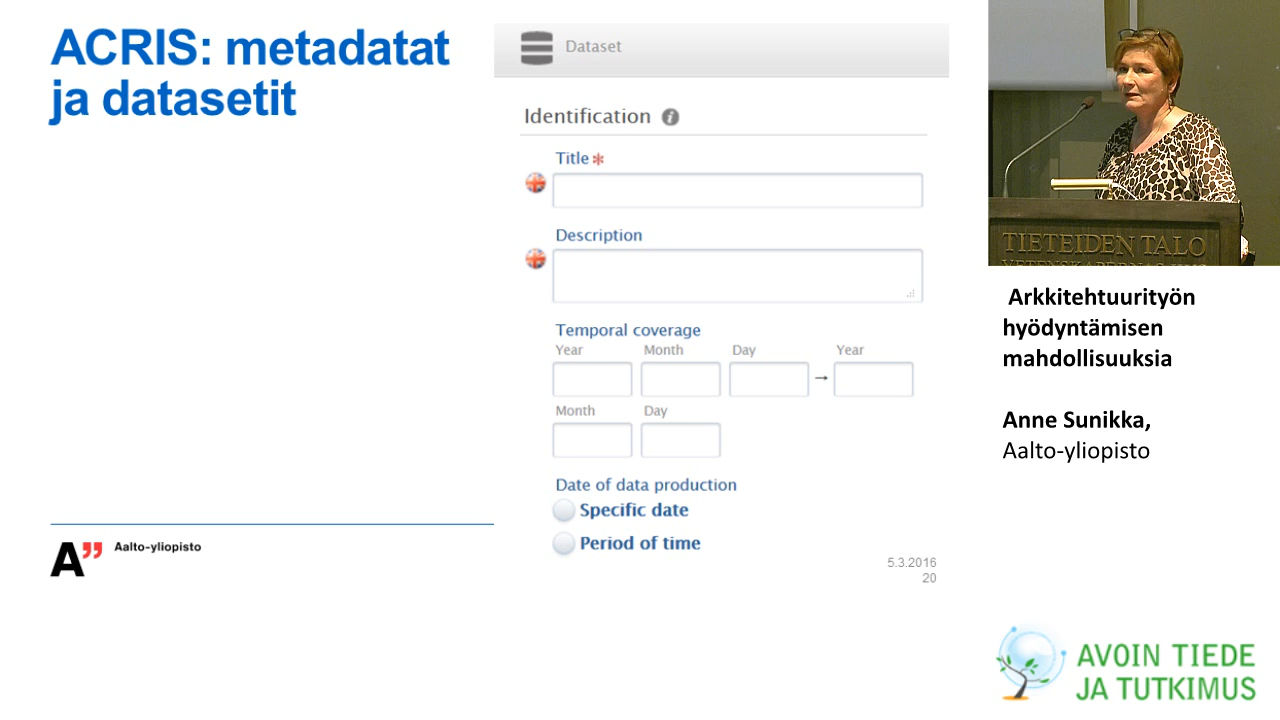 ACRIS: metadatat
ja datasetit
Dataset
Identification
Title *
Description
Temporal coverage
Year Month Day Year
→
Month Day
Date of data production
Specific date
Period of time
A”
Aalto-yliopisto
5.3.2016
20
TIETEIDEN TALO
Arkkitehtuurityön
hyödyntämisen
mahdollisuuksia
Anne Sunikka,
Aalto-yliopisto
AVOIN TIEDE
JA TUTKIMUS